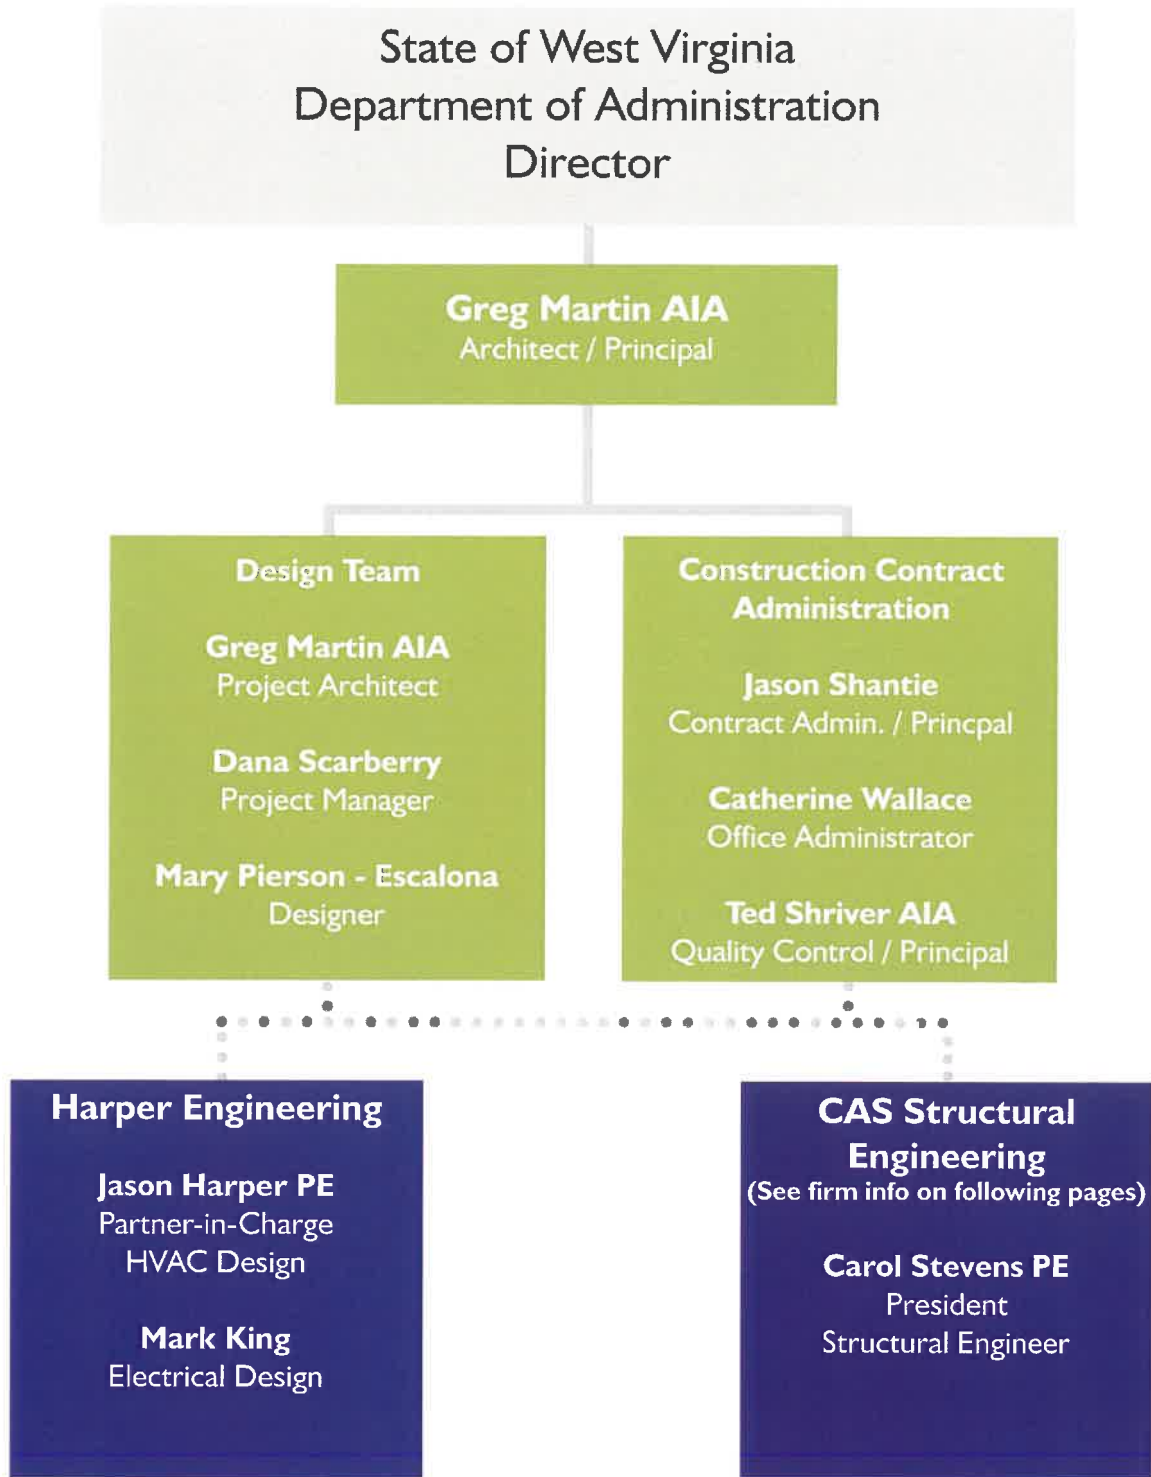 State of West Virginia
Department of Administration
Director
Greg Martin AIA
Architect / Principal
Design Team
Greg Martin AIA
Project Architect
Dana Scarberry
Project Manager
Mary Pierson - Escalona
Designer
Construction Contract
Administration
Jason Shantie
Contract Admin. / Princpal
Catherine Wallace
Office Administrator
Ted Shriver AIA
Quality Control / Principal
Harper Engineering
Jason Harper PE
Partner-in-Charge
HVAC Design
Mark King
Electrical Design
CAS Structural
Engineering
(See firm info on following pages)
Carol Stevens PE
President
Structural Engineer